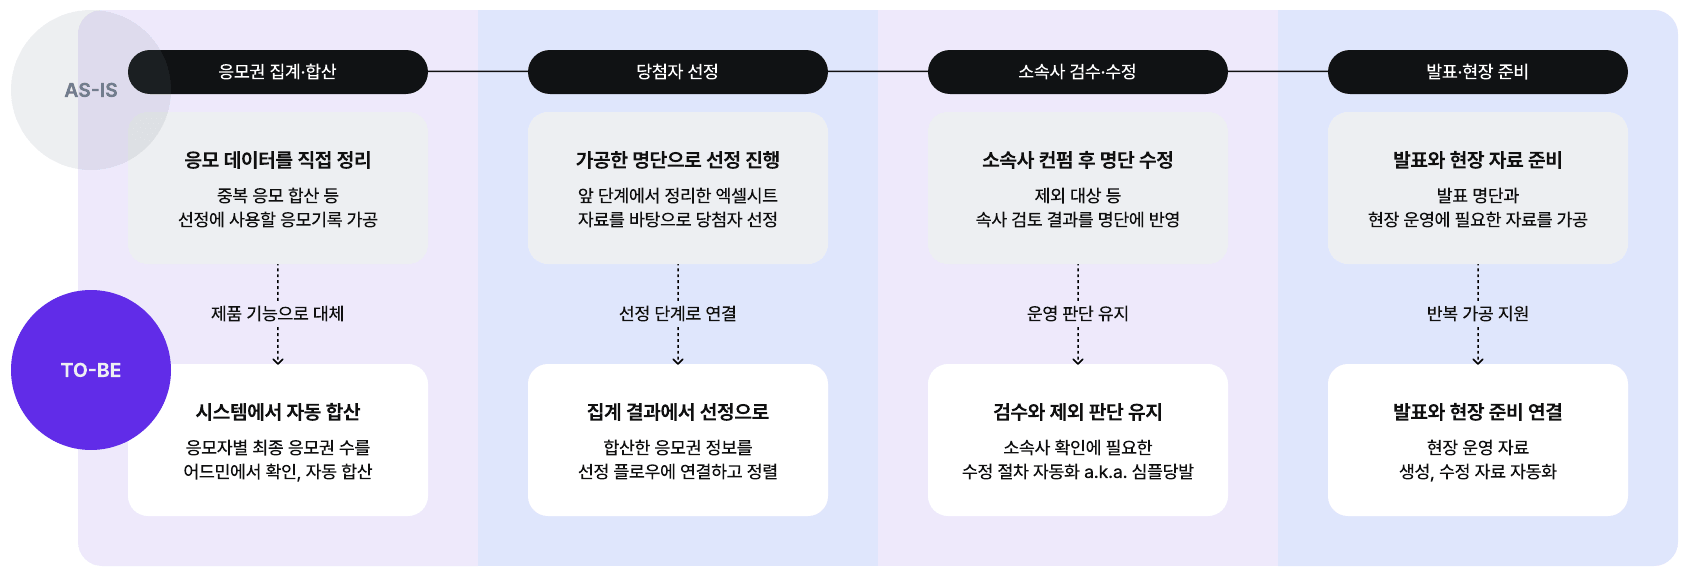 AS-IS
응모권 집계·합산
당첨자 선정
소속사 검수·수정
발표·현장 준비
응모 데이터를 직접 정리
중복 응모 합산 등
선정에 사용할 응모기록 가공
가공한 명단으로 선정 진행
앞 단계에서 정리한 엑셀시트
자료를 바탕으로 당첨자 선정
소속사 컨펌 후 명단 수정
제외 대상 등
속사 검토 결과를 명단에 반영
발표와 현장 자료 준비
발표 명단과
현장 운영에 필요한 자료를 가공
제품 기능으로 대체
선정 단계로 연결
운영 판단 유지
반복 가공 지원
TO-BE
시스템에서 자동 합산
응모자별 최종 응모권 수를
어드민에서 확인, 자동 합산
집계 결과에서 선정으로
합산한 응모권 정보를
선정 플로우에 연결하고 정렬
검수와 제외 판단 유지
소속사 확인에 필요한
수정 절차 자동화 a.k.a. 심플당발
발표와 현장 준비 연결
현장 운영 자료
생성, 수정 자료 자동화